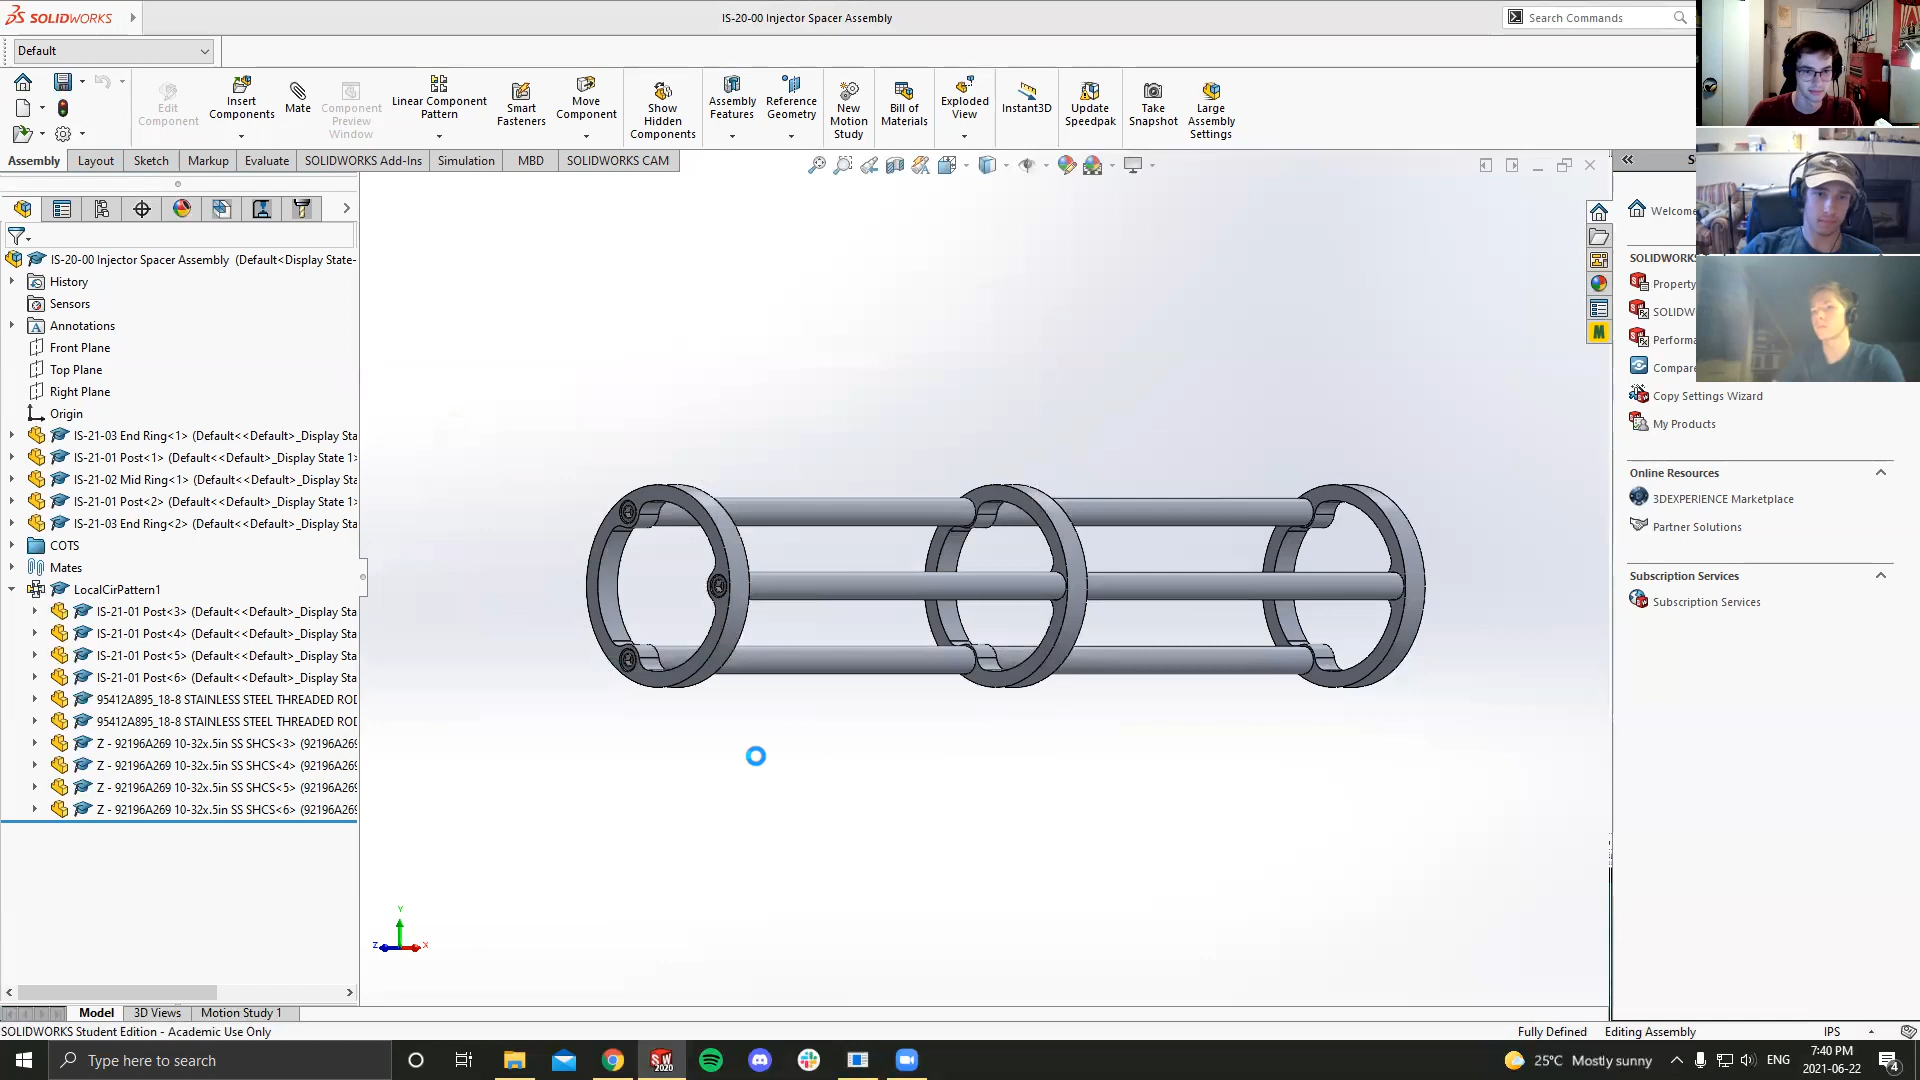 SOLIDWORKS
IS-20-00 Injector Spacer Assembly
Search Commands
Default
Edit
Component
Insert
Components
Mate
Component
Preview
Window
Linear Component
Pattern
Smart
Fasteners
Move
Component
Show
Hidden
Components
Assembly
Features
Reference
Geometry
New
Motion
Study
Bill of
Materials
Exploded
View
Instant3D
Update
Speedpak
Take
Snapshot
Large
Assembly
Settings
Assembly
Layout
Sketch
Markup
Evaluate
SOLIDWORKS Add-Ins
Simulation
MBD
SOLIDWORKS CAM
IS-20-00 Injector Spacer Assembly (Default<Display State-
History
Sensors
Annotations
Front Plane
Top Plane
Right Plane
Origin
IS-21-03 End Ring<1> (Default<<Default>_Display Sta
IS-21-01 Post<1> (Default<<Default>_Display State 1>
IS-21-02 Mid Ring<1> (Default<<Default>_Display Sta
IS-21-01 Post<2> (Default<<Default>_Display State 1>
IS-21-03 End Ring<2> (Default<<Default>_Display Sta
COTS
Mates
LocalCirPattern1
IS-21-01 Post<3> (Default<<Default>_Display Sta
IS-21-01 Post<4> (Default<<Default>_Display Sta
IS-21-01 Post<5> (Default<<Default>_Display Sta
IS-21-01 Post<6> (Default<<Default>_Display Sta
95412A895_18-8 STAINLESS STEEL THREADED ROD
95412A895_18-8 STAINLESS STEEL THREADED ROD
Z - 92196A269 10-32x.5in SS SHCS<3> (92196A269
Z - 92196A269 10-32x.5in SS SHCS<4> (92196A269
Z - 92196A269 10-32x.5in SS SHCS<5> (92196A269
Z - 92196A269 10-32x.5in SS SHCS<6> (92196A269
Y
Z
X
S
Welcome
SOLIDWORKS
Property
SOLIDW
Performa
Compare
Copy Settings Wizard
My Products
Online Resources
3DEXPERIENCE Marketplace
Partner Solutions
Subscription Services
Subscription Services
M
Model
3D Views
Motion Study 1
SOLIDWORKS Student Edition - Academic Use Only
Fully Defined
Editing Assembly
IPS
Type here to search
SW
2020
25°C Mostly sunny
ENG
7:40 PM
2021-06-22
4